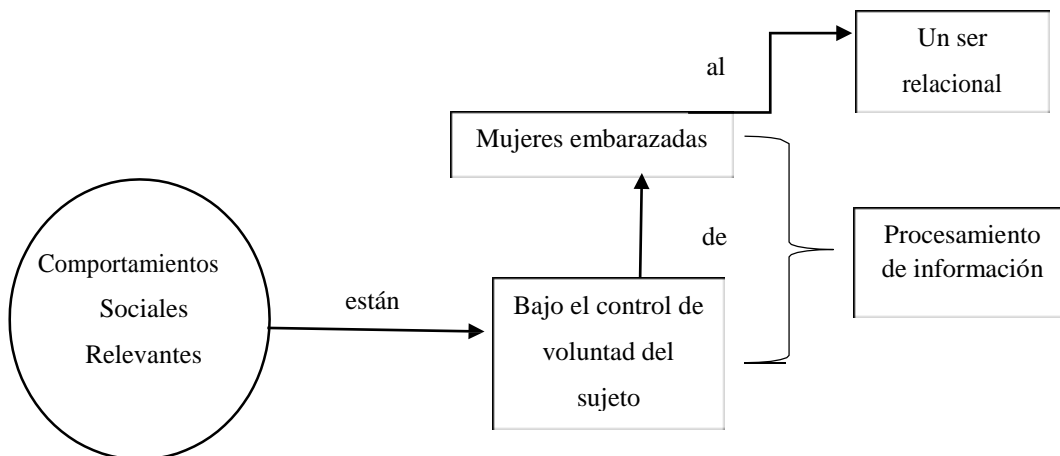 Un ser
relacional
al
Mujeres embarazadas
de
Procesamiento
de información
Comportamientos
Sociales
Relevantes
están
Bajo el control de
voluntad del
sujeto